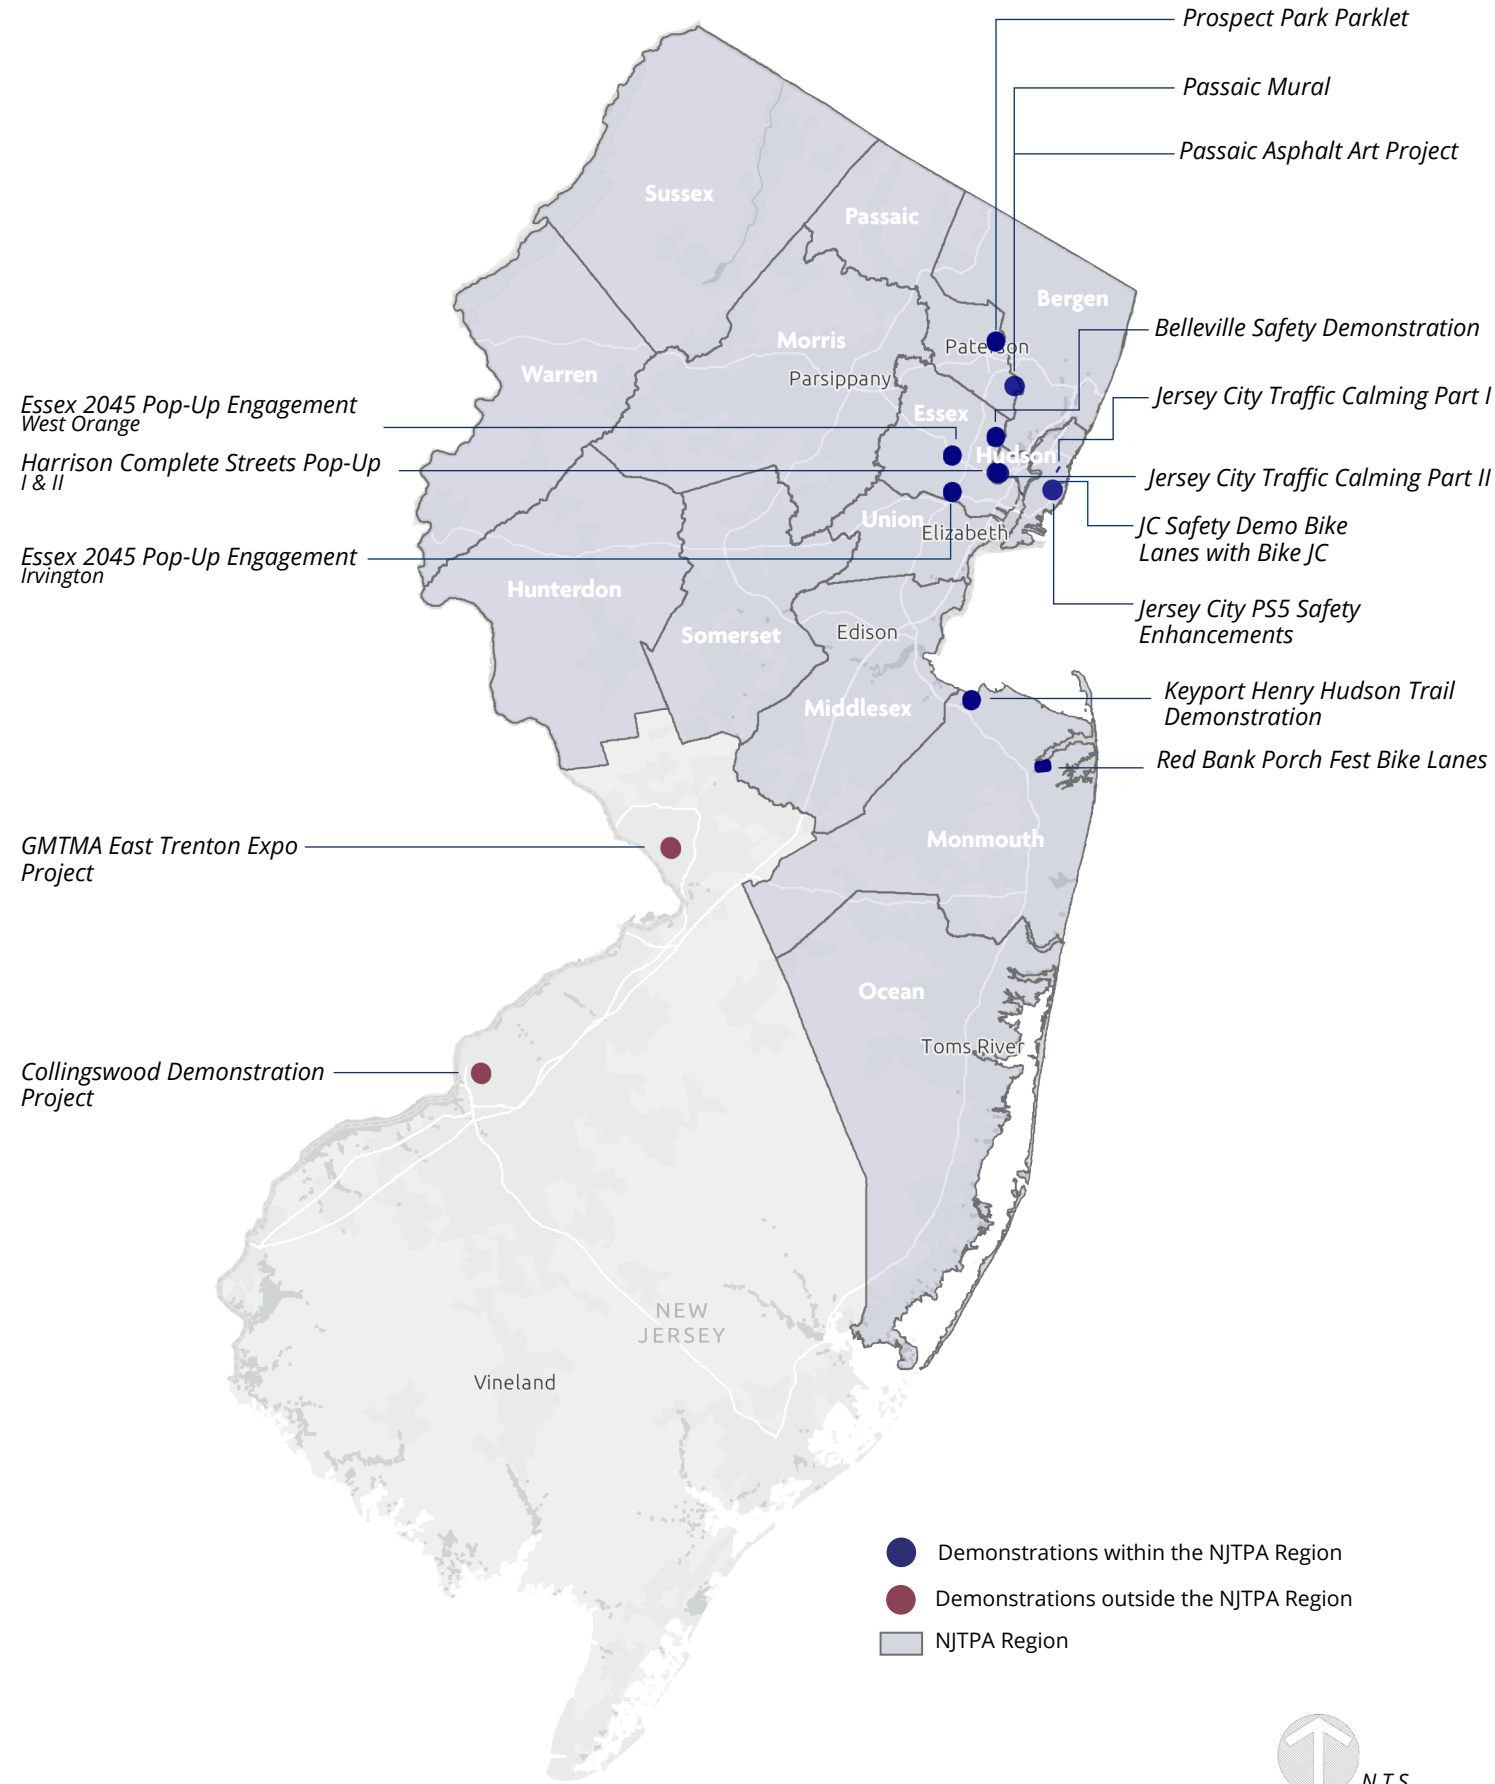 Prospect Park Parklet
Passaic Mural
Passaic Asphalt Art Project
Sussex
Passaic
Bergen
Belleville Safety Demonstration
Morris
Paterson
Warren
Parsippany
Jersey City Traffic Calming Part I
Essex 2045 Pop-Up Engagement
West Orange
Essex
Hudson
Harrison Complete Streets Pop-Up
I & II
Jersey City Traffic Calming Part II
Union
Elizabeth
JC Safety Demo Bike
Lanes with Bike JC
Essex 2045 Pop-Up Engagement
Irvington
Hunterdon
Jersey City PS5 Safety
Enhancements
Somerset
Edison
Keyport Henry Hudson Trail
Demonstration
Middlesex
Red Bank Porch Fest Bike Lanes
Monmouth
GMTMA East Trenton Expo
Project
Ocean
Toms River
Collingswood Demonstration
Project
NEW
JERSEY
Vineland
Demonstrations within the NJTPA Region
Demonstrations outside the NJTPA Region
NJTPA Region
N.T.S